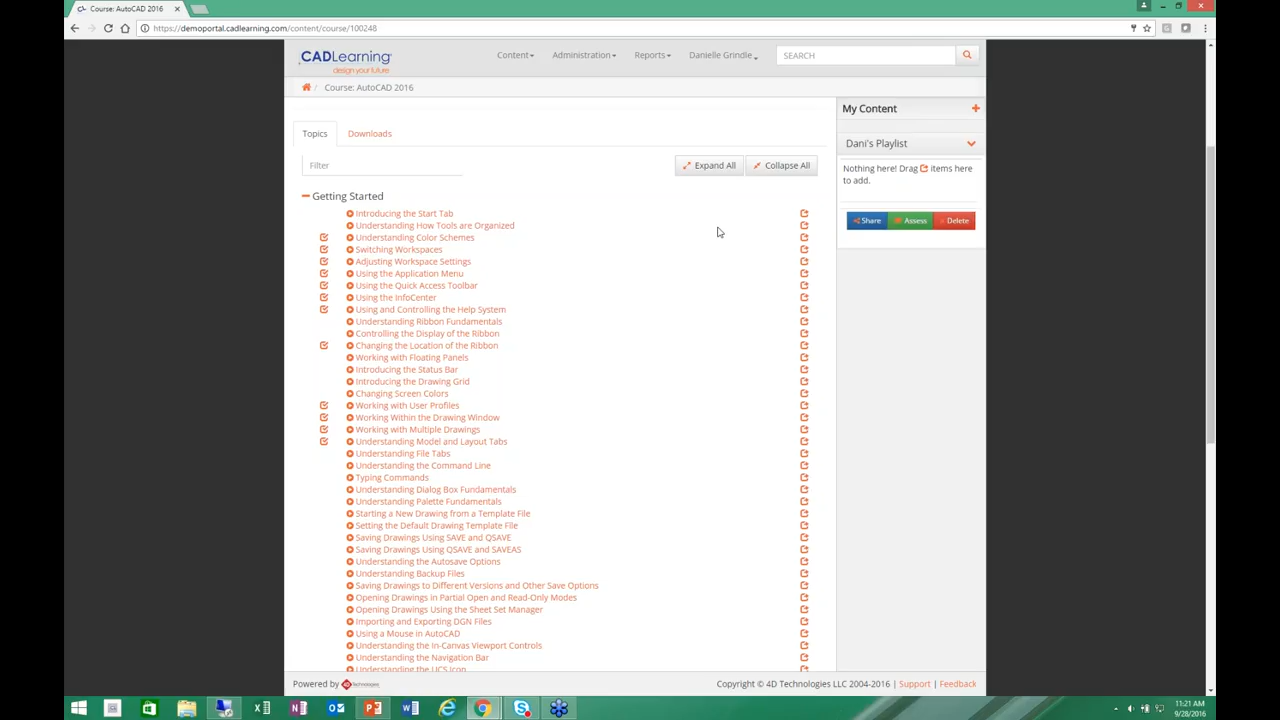 Course: AutoCAD 2016
https://demoportal.cadlearning.com/content/course/100248
CADLearning
design your future
Content
Administration
Reports
Danielle Grindle
SEARCH
Course: AutoCAD 2016
Topics
Downloads
Filter
Expand All
Collapse All
Getting Started
Introducing the Start Tab
Understanding How Tools are Organized
Understanding Color Schemes
Switching Workspaces
Adjusting Workspace Settings
Using the Application Menu
Using the Quick Access Toolbar
Using the InfoCenter
Using and Controlling the Help System
Understanding Ribbon Fundamentals
Controlling the Display of the Ribbon
Changing the Location of the Ribbon
Working with Floating Panels
Introducing the Status Bar
Introducing the Drawing Grid
Changing Screen Colors
Working with User Profiles
Working Within the Drawing Window
Working with Multiple Drawings
Understanding Model and Layout Tabs
Understanding File Tabs
Understanding the Command Line
Typing Commands
Understanding Dialog Box Fundamentals
Understanding Palette Fundamentals
Starting a New Drawing from a Template File
Setting the Default Drawing Template File
Saving Drawings Using SAVE and QSAVE
Saving Drawings Using QSAVE and SAVEAS
Understanding the Autosave Options
Understanding Backup Files
Saving Drawings to Different Versions and Other Save Options
Opening Drawings in Partial Open and Read-Only Modes
Opening Drawings Using the Sheet Set Manager
Importing and Exporting DGN Files
Using a Mouse in AutoCAD
Understanding the In-Canvas Viewport Controls
Understanding the Navigation Bar
Understanding the UCS Icon
My Content
Dani's Playlist
Nothing here! Drag items here
to add.
Share
Assess
Delete
Powered by 4D Technologies
Copyright © 4D Technologies LLC 2004-2016 | Support | Feedback
11:21 AM
9/28/2016